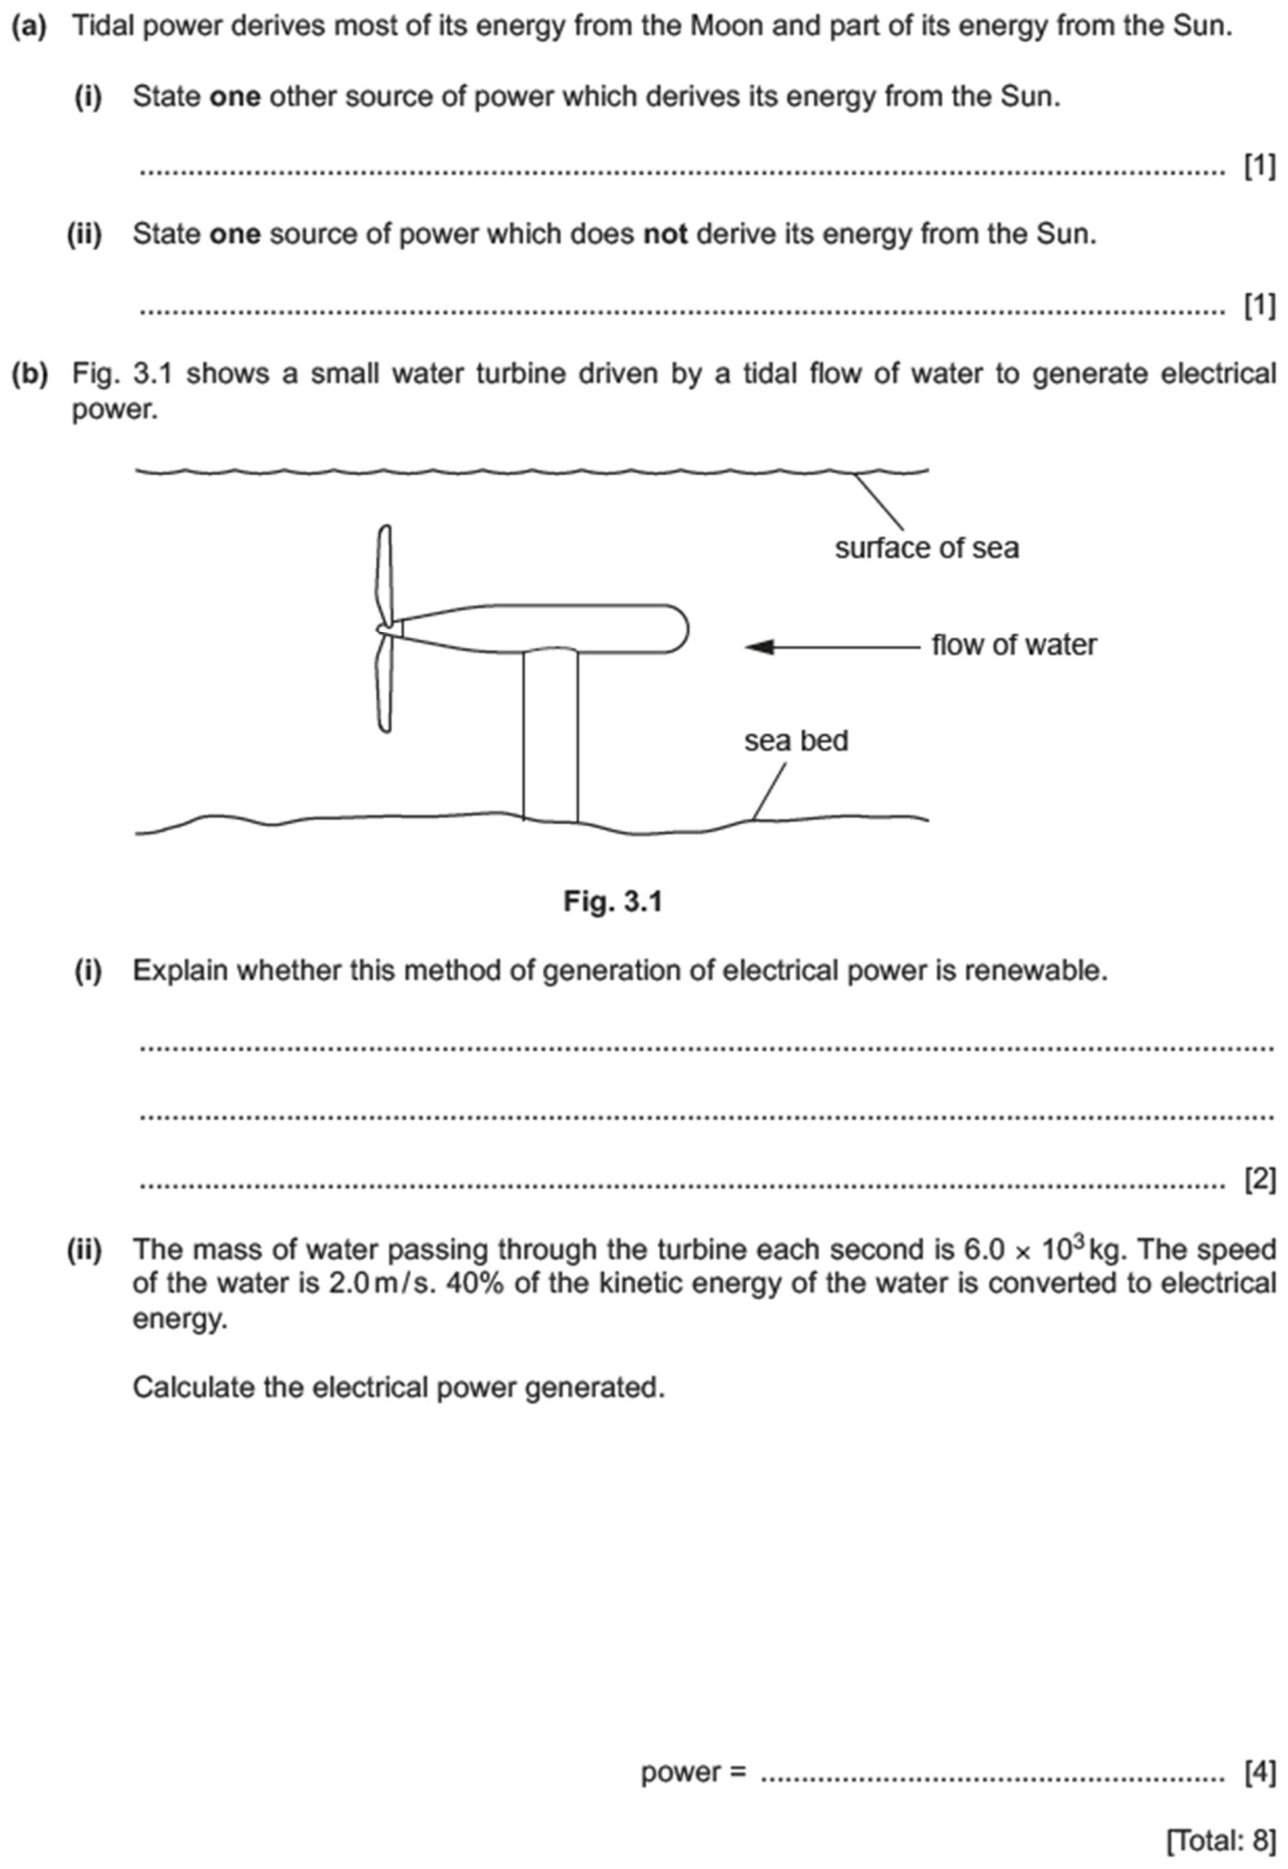 (a) Tidal power derives most of its energy from the Moon and part of its energy from the Sun.
(i) State one other source of power which derives its energy from the Sun.
.................................................................................................................................... [1]
(ii) State one source of power which does not derive its energy from the Sun.
.................................................................................................................................... [1]
(b) Fig. 3.1 shows a small water turbine driven by a tidal flow of water to generate electrical
power.
surface of sea
flow of water
sea bed
Fig. 3.1
(i) Explain whether this method of generation of electrical power is renewable.
..........................................................................................................................................
..........................................................................................................................................
.................................................................................................................................... [2]
(ii) The mass of water passing through the turbine each second is 6.0 × 10³ kg. The speed
of the water is 2.0 m/s. 40% of the kinetic energy of the water is converted to electrical
energy.
Calculate the electrical power generated.
power = ......................................................... [4]
[Total: 8]